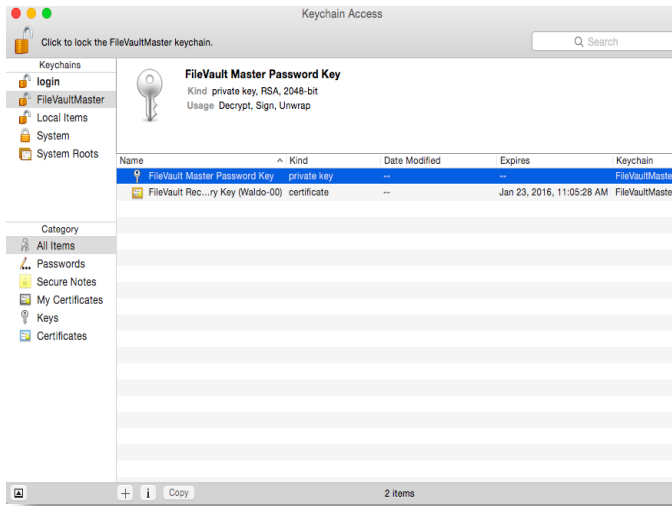 Keychain Access
Click to lock the FileVaultMaster keychain.
Search
Keychains
login
FileVaultMaster
Local Items
System
System Roots
FileVault Master Password Key
Kind private key, RSA, 2048-bit
Usage Decrypt, Sign, Unwrap
Name Kind Date Modified Expires Keychain
FileVault Master Password Key private key -- -- FileVaultMaste
FileVault Rec...ry Key (Waldo-00) certificate -- Jan 23, 2016, 11:05:28 AM FileVaultMaste
Category
All Items
Passwords
Secure Notes
My Certificates
Keys
Certificates
+ i Copy 2 items